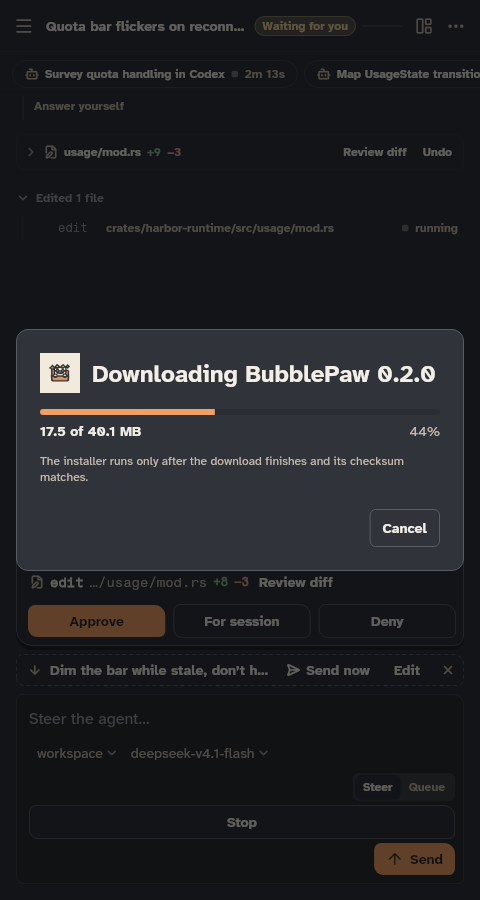 Quota bar flickers on reconn... Waiting for you
Survey quota handling in Codex 2m 13s Map UsageState transitio
Answer yourself
usage/mod.rs +9 −3 Review diff Undo
Edited 1 file
edit crates/harbor-runtime/src/usage/mod.rs running
Downloading BubblePaw 0.2.0
17.5 of 40.1 MB 44%
The installer runs only after the download finishes and its checksum
matches.
Cancel
edit …/usage/mod.rs +8 −3 Review diff
Approve For session Deny
Dim the bar while stale, don't h... Send now Edit
Steer the agent...
workspace deepseek-v4.1-flash
Steer Queue
Stop
Send